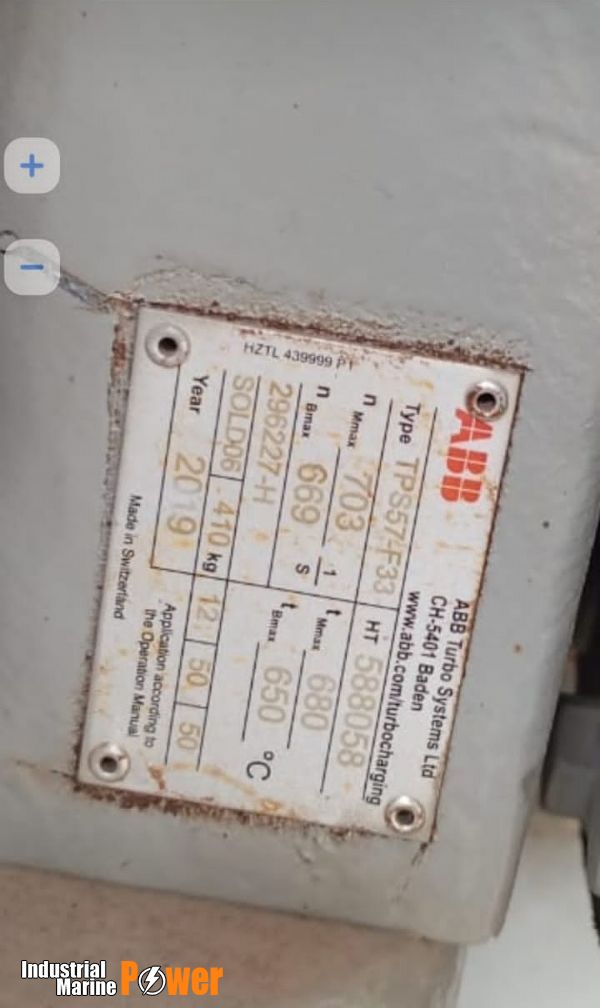 ABB
ABB Turbo Systems Ltd
CH-5401 Baden
www.abb.com/turbocharging
Type TPS57-F33 HT 588058
n Mmax 703 1/s t Mmax 680 °C
n Bmax 669 t Bmax 650
296227-H
SOLD06 410 kg 12 50 50
Year 2019
Application according to
the Operation Manual
Made in Switzerland
HZTL 439999 P1
+
−
Industrial
Marine Power